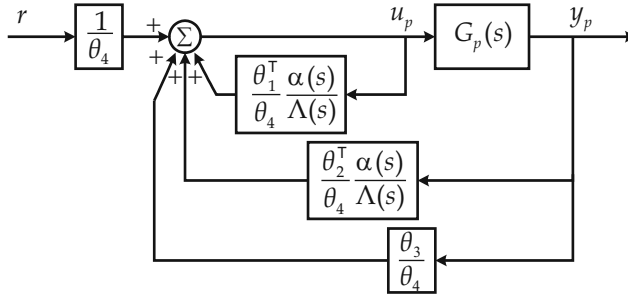 r
1/θ₄
+
+
+
+
Σ
u_p
G_p(s)
y_p
θ₁ᵀ/θ₄ α(s)/Λ(s)
θ₂ᵀ/θ₄ α(s)/Λ(s)
θ₃/θ₄